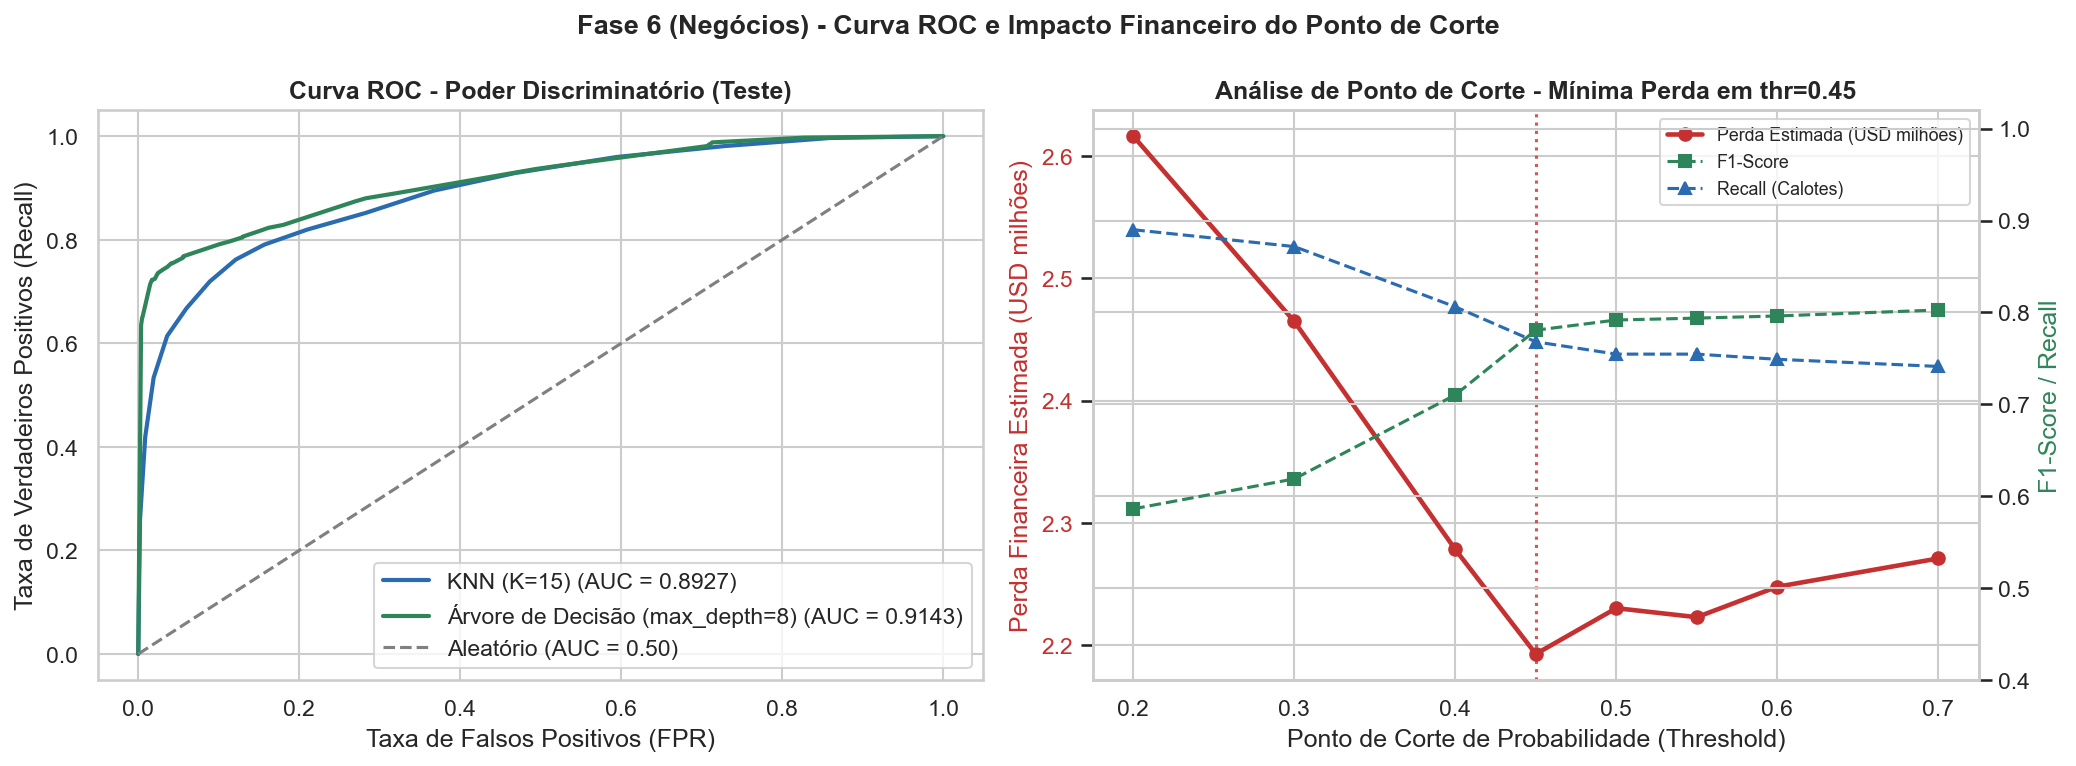 Fase 6 (Negócios) - Curva ROC e Impacto Financeiro do Ponto de Corte
Curva ROC - Poder Discriminatório (Teste)
Taxa de Verdadeiros Positivos (Recall)
1.0
0.8
0.6
0.4
0.2
0.0
KNN (K=15) (AUC = 0.8927)
Árvore de Decisão (max_depth=8) (AUC = 0.9143)
Aleatório (AUC = 0.50)
0.0 0.2 0.4 0.6 0.8 1.0
Taxa de Falsos Positivos (FPR)
Análise de Ponto de Corte - Mínima Perda em thr=0.45
Perda Financeira Estimada (USD milhões)
2.6
2.5
2.4
2.3
2.2
Perda Estimada (USD milhões)
F1-Score
Recall (Calotes)
1.0
0.9
0.8
0.7
0.6
0.5
0.4
F1-Score / Recall
0.2 0.3 0.4 0.5 0.6 0.7
Ponto de Corte de Probabilidade (Threshold)